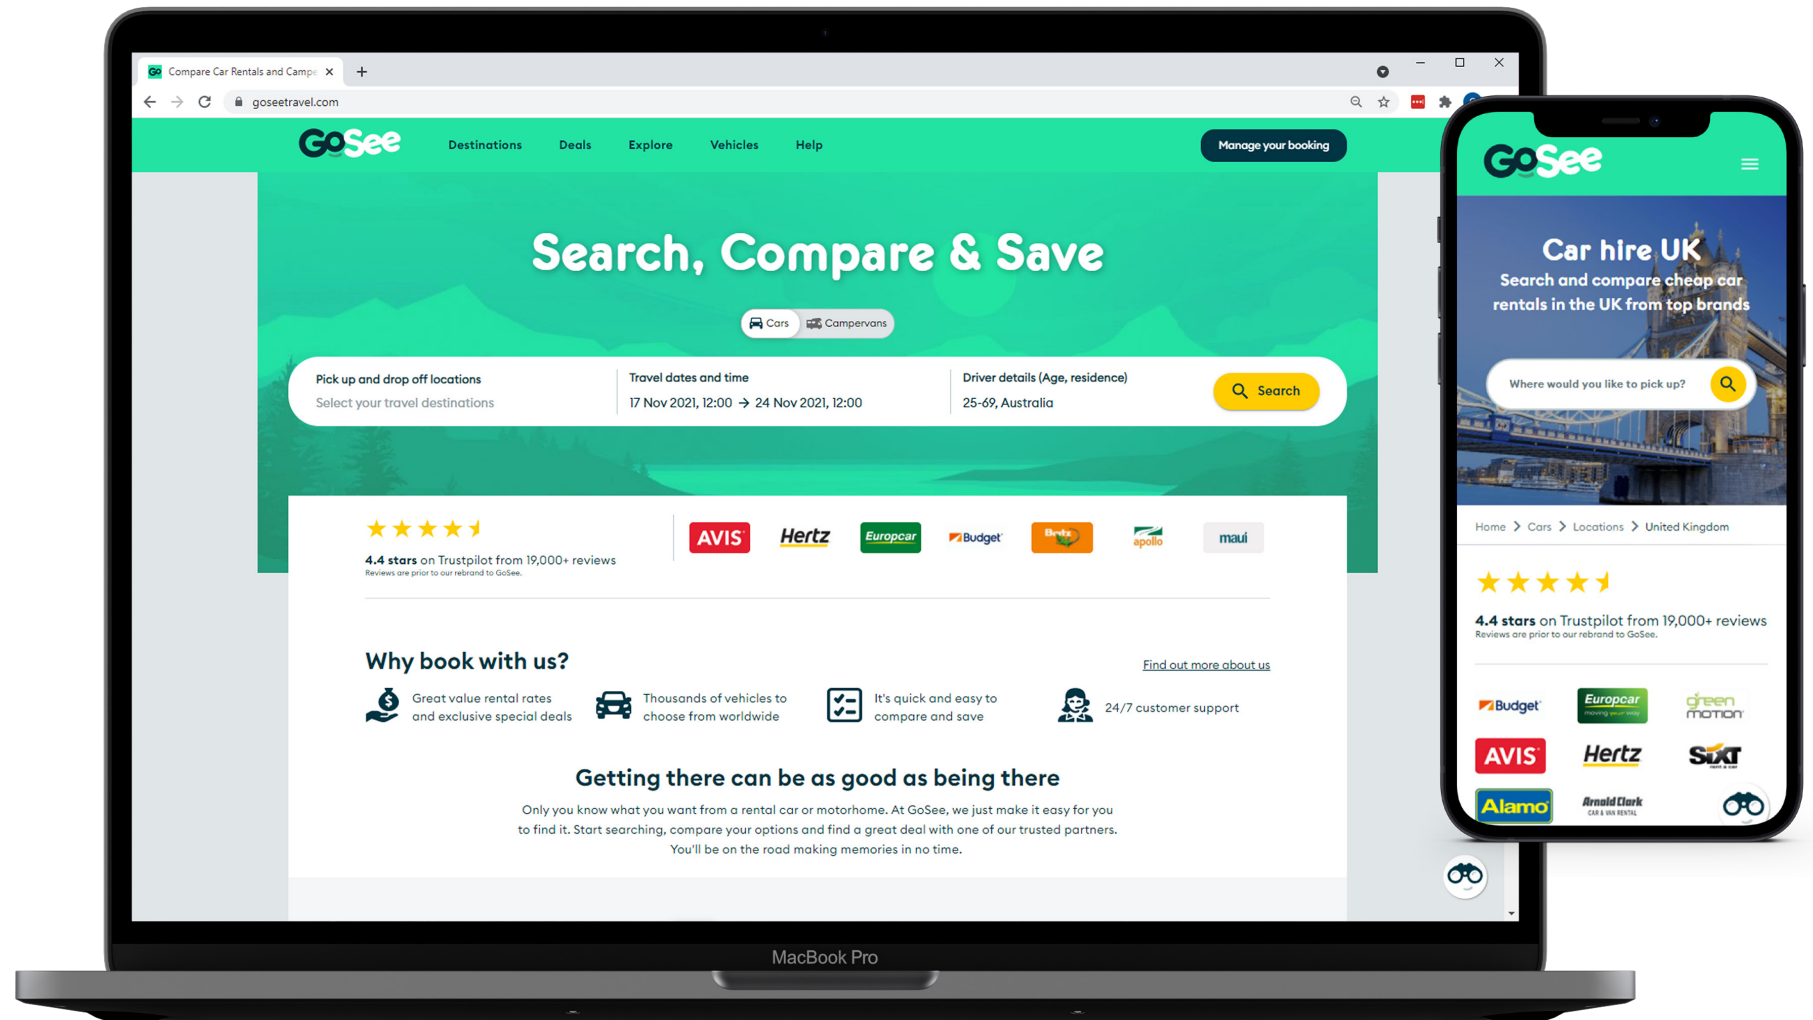 Compare Car Rentals and Campe
goseetravel.com
GoSee
Destinations
Deals
Explore
Vehicles
Help
Manage your booking
Search, Compare & Save
Cars
Campervans
Pick up and drop off locations
Select your travel destinations
Travel dates and time
17 Nov 2021, 12:00 → 24 Nov 2021, 12:00
Driver details (Age, residence)
25-69, Australia
Search
4.4 stars on Trustpilot from 19,000+ reviews
Reviews are prior to our rebrand to GoSee.
AVIS
Hertz
Europcar
Budget
Britz
apollo
maui
Why book with us?
Find out more about us
Great value rental rates
and exclusive special deals
Thousands of vehicles to
choose from worldwide
It's quick and easy to
compare and save
24/7 customer support
Getting there can be as good as being there
Only you know what you want from a rental car or motorhome. At GoSee, we just make it easy for you
to find it. Start searching, compare your options and find a great deal with one of our trusted partners.
You'll be on the road making memories in no time.
MacBook Pro
GoSee
Car hire UK
Search and compare cheap car
rentals in the UK from top brands
Where would you like to pick up?
Home > Cars > Locations > United Kingdom
4.4 stars on Trustpilot from 19,000+ reviews
Reviews are prior to our rebrand to GoSee.
Budget
Europcar
moving your way
green
motion
AVIS
Hertz
SiXT
rent a car
Alamo
Arnold Clark
CAR & VAN RENTAL